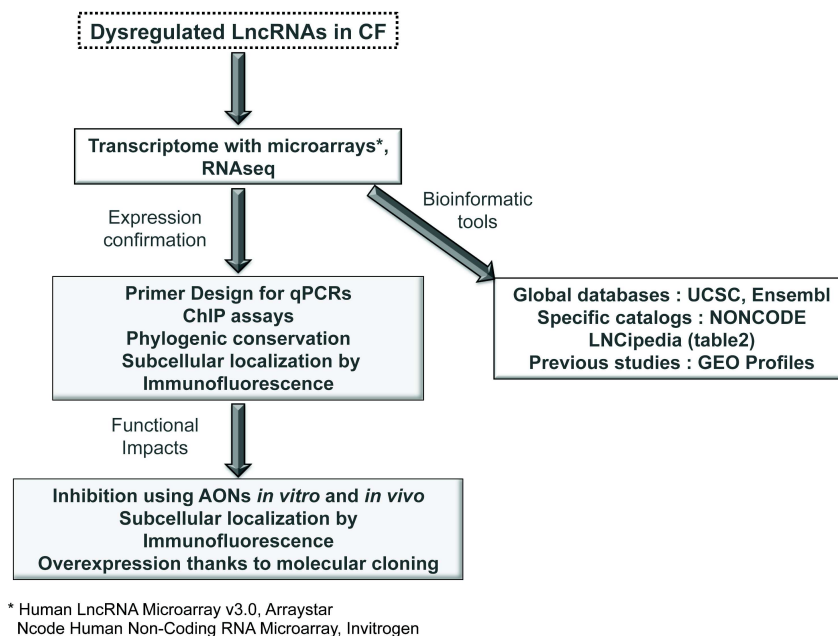 Dysregulated LncRNAs in CF
Transcriptome with microarrays*,
RNAseq
Expression
confirmation
Bioinformatic
tools
Primer Design for qPCRs
ChIP assays
Phylogenic conservation
Subcellular localization by
Immunofluorescence
Global databases : UCSC, Ensembl
Specific catalogs : NONCODE
LNCipedia (table2)
Previous studies : GEO Profiles
Functional
Impacts
Inhibition using AONs in vitro and in vivo
Subcellular localization by
Immunofluorescence
Overexpression thanks to molecular cloning
* Human LncRNA Microarray v3.0, Arraystar
Ncode Human Non-Coding RNA Microarray, Invitrogen